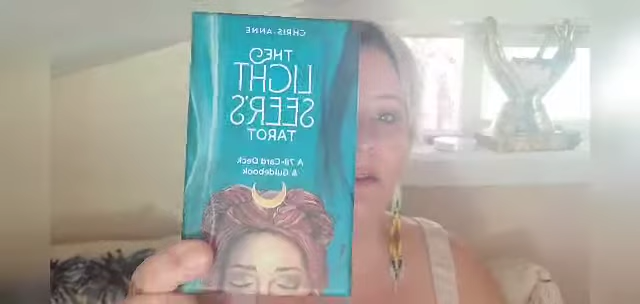 CHRIS-ANNE
THE
LIGHT
SEER'S
TAROT
A 78-Card Deck
& Guidebook